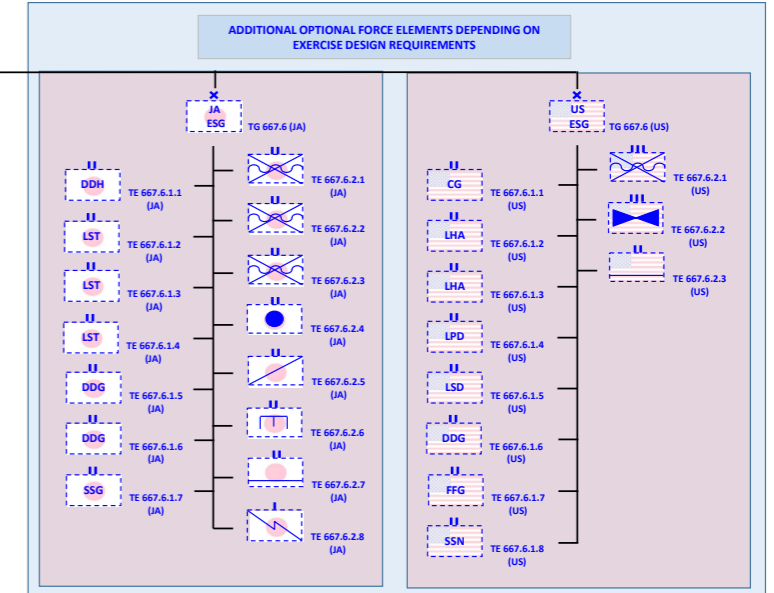 ADDITIONAL OPTIONAL FORCE ELEMENTS DEPENDING ON
EXERCISE DESIGN REQUIREMENTS
JA
ESG
TG 667.6 (JA)
DDH
TE 667.6.1.1
(JA)
LST
TE 667.6.1.2
(JA)
LST
TE 667.6.1.3
(JA)
LST
TE 667.6.1.4
(JA)
DDG
TE 667.6.1.5
(JA)
DDG
TE 667.6.1.6
(JA)
SSG
TE 667.6.1.7
(JA)
TE 667.6.2.1
(JA)
TE 667.6.2.2
(JA)
TE 667.6.2.3
(JA)
TE 667.6.2.4
(JA)
TE 667.6.2.5
(JA)
TE 667.6.2.6
(JA)
TE 667.6.2.7
(JA)
TE 667.6.2.8
(JA)
US
ESG
TG 667.6 (US)
CG
TE 667.6.1.1
(US)
LHA
TE 667.6.1.2
(US)
LHA
TE 667.6.1.3
(US)
LPD
TE 667.6.1.4
(US)
LSD
TE 667.6.1.5
(US)
DDG
TE 667.6.1.6
(US)
FFG
TE 667.6.1.7
(US)
SSN
TE 667.6.1.8
(US)
TE 667.6.2.1
(US)
TE 667.6.2.2
(US)
TE 667.6.2.3
(US)